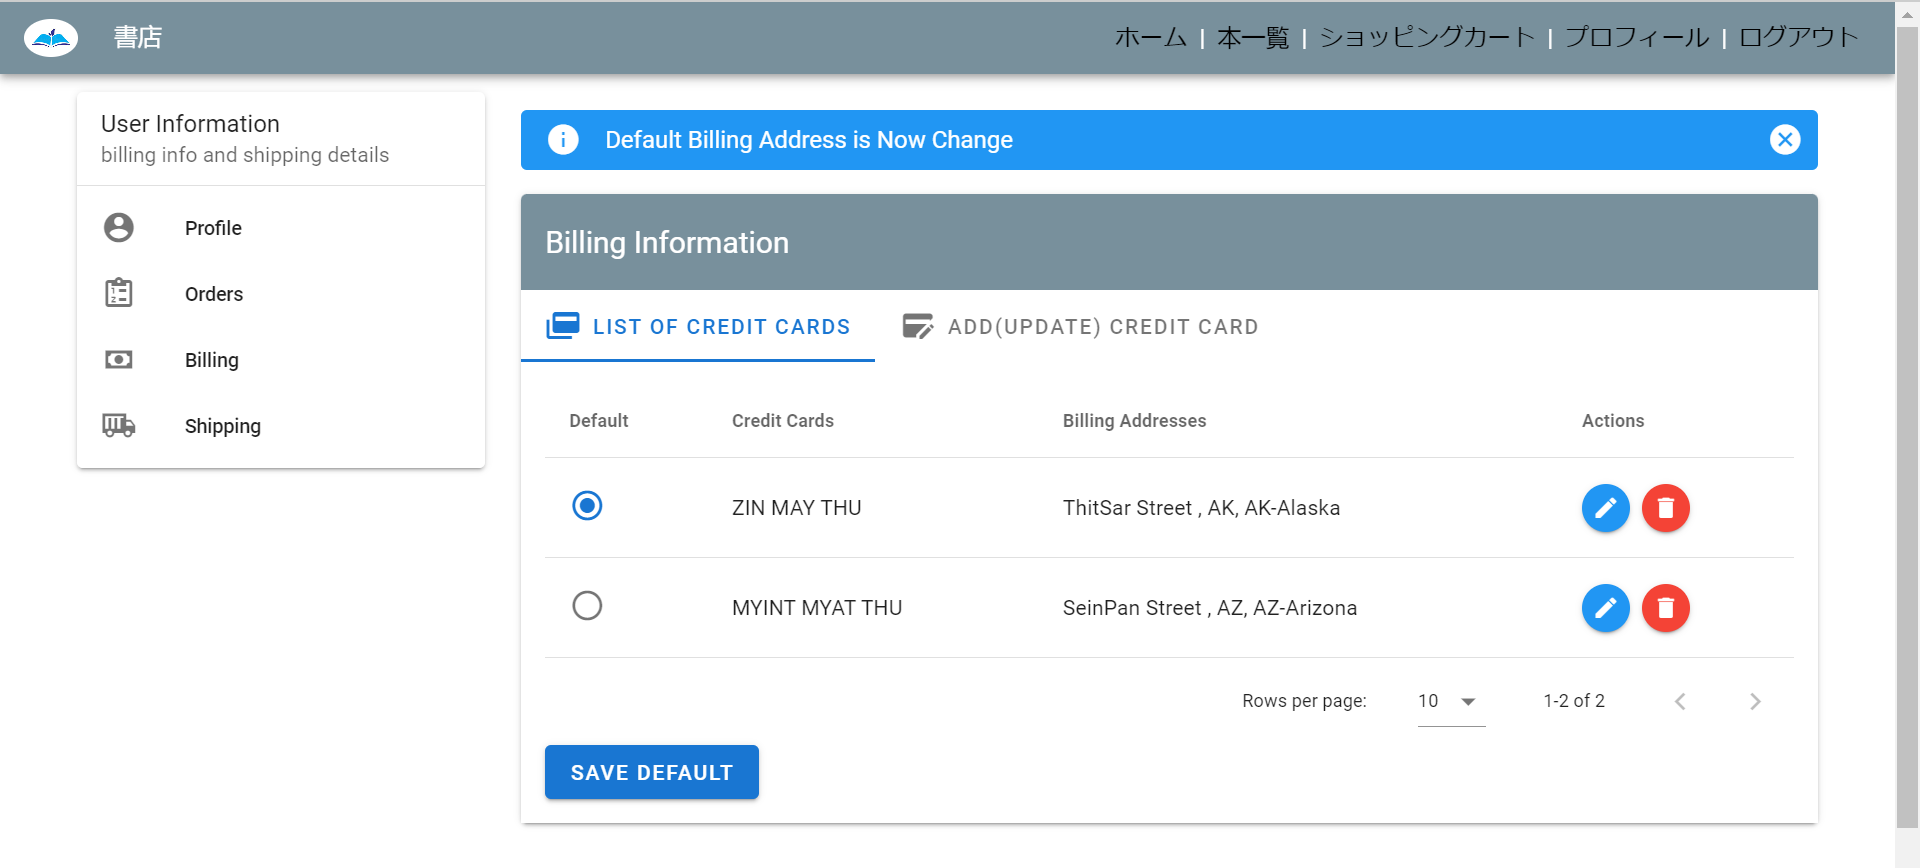 書店
ホーム | 本一覧 | ショッピングカート | プロフィール | ログアウト
User Information
billing info and shipping details
Profile
Orders
Billing
Shipping
Default Billing Address is Now Change
Billing Information
LIST OF CREDIT CARDS
ADD(UPDATE) CREDIT CARD
Default Credit Cards Billing Addresses Actions
ZIN MAY THU ThitSar Street , AK, AK-Alaska
MYINT MYAT THU SeinPan Street , AZ, AZ-Arizona
Rows per page: 10 1-2 of 2
SAVE DEFAULT